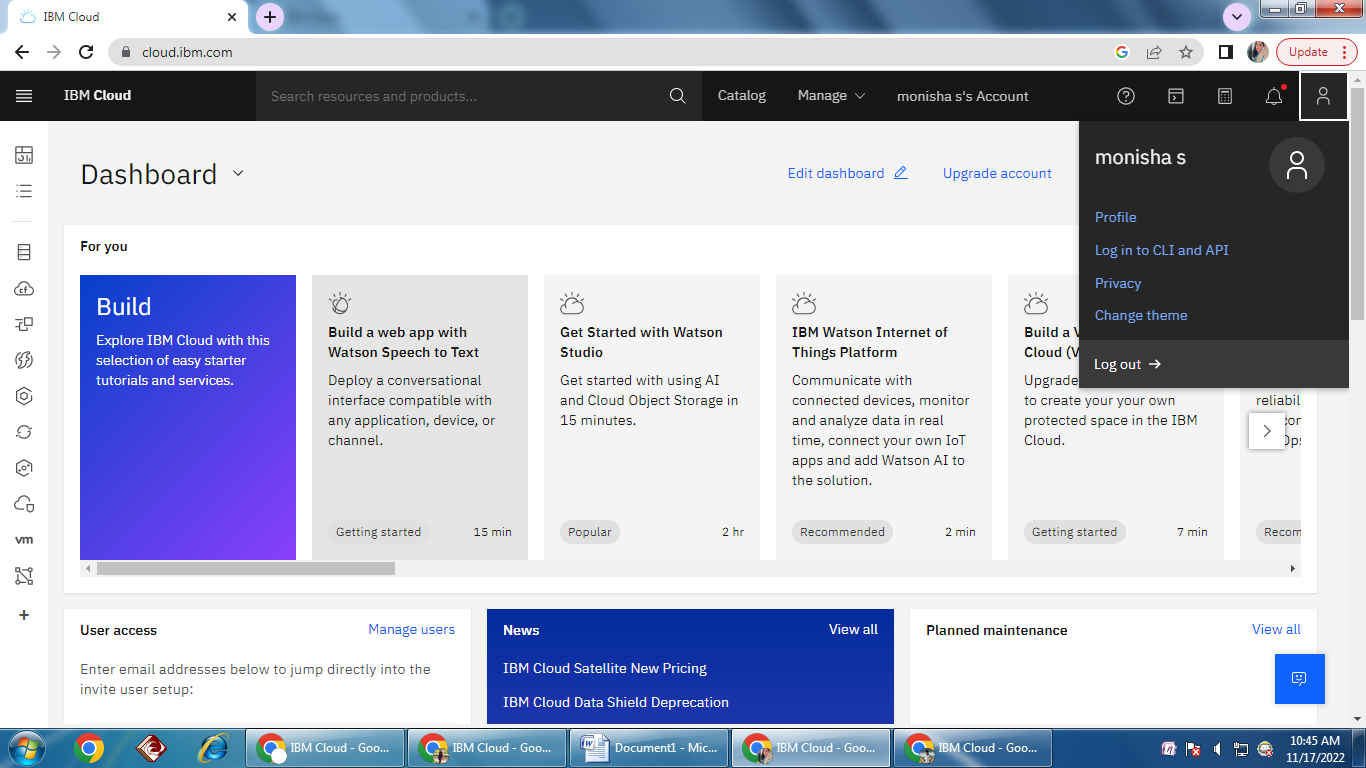 IBM Cloud
cloud.ibm.com
Update
IBM Cloud
Search resources and products...
Catalog
Manage
monisha s's Account
Dashboard
Edit dashboard
Upgrade account
monisha s
Profile
Log in to CLI and API
Privacy
Change theme
Log out
For you
Build
Explore IBM Cloud with this
selection of easy starter
tutorials and services.
Build a web app with
Watson Speech to Text
Deploy a conversational
interface compatible with
any application, device, or
channel.
Getting started
15 min
Get Started with Watson
Studio
Get started with using AI
and Cloud Object Storage in
15 minutes.
Popular
2 hr
IBM Watson Internet of
Things Platform
Communicate with
connected devices, monitor
and analyze data in real
time, connect your own IoT
apps and add Watson AI to
the solution.
Recommended
2 min
Build a V
Cloud (V
Upgrade
to create your your own
protected space in the IBM
Cloud.
Getting started
7 min
reliabil
con
Ops
Recom
cf
vm
User access
Manage users
Enter email addresses below to jump directly into the
invite user setup:
News
View all
IBM Cloud Satellite New Pricing
IBM Cloud Data Shield Deprecation
Planned maintenance
View all
IBM Cloud - Goo...
IBM Cloud - Goo...
Document1 - Mic...
IBM Cloud - Goo...
IBM Cloud - Goo...
10:45 AM
11/17/2022